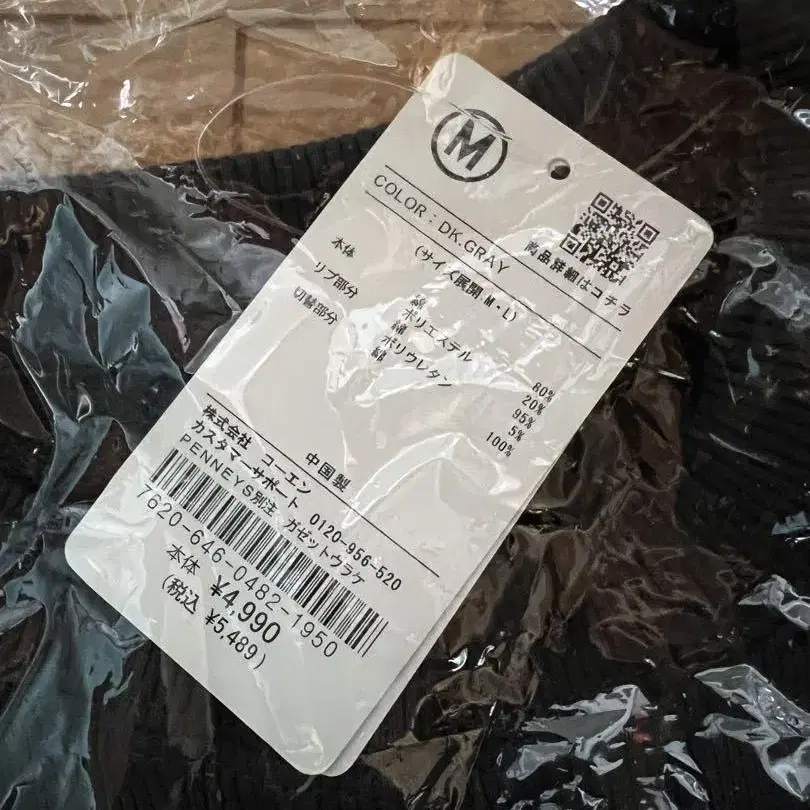 M
COLOR : DK.GRAY
商品詳細はコチラ
(サイズ展開 M・L)
本体 綿 80%
ポリエステル 20%
リブ部分 綿 95%
ポリウレタン 5%
切替部分 綿 100%
中国製
株式会社 コーエン
カスタマーサポート 0120-956-520
PENNEYS別注 ガゼットウラケ
7620-646-0482-1950
本体 ¥4,990
(税込 ¥5,489)